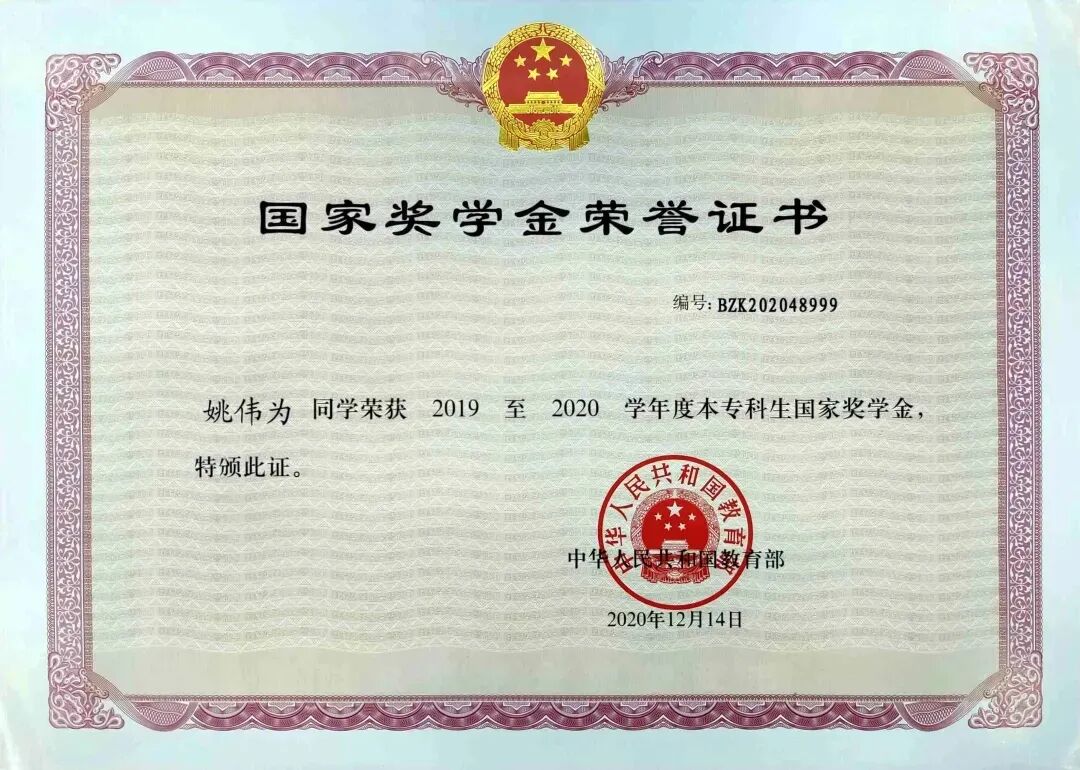 国家奖学金荣誉证书
编号: BZK202048999
姚伟为 同学荣获 2019 至 2020 学年度本专科生国家奖学金，
特颁此证。
中华人民共和国教育部
中华人民共和国教育部
2020年12月14日